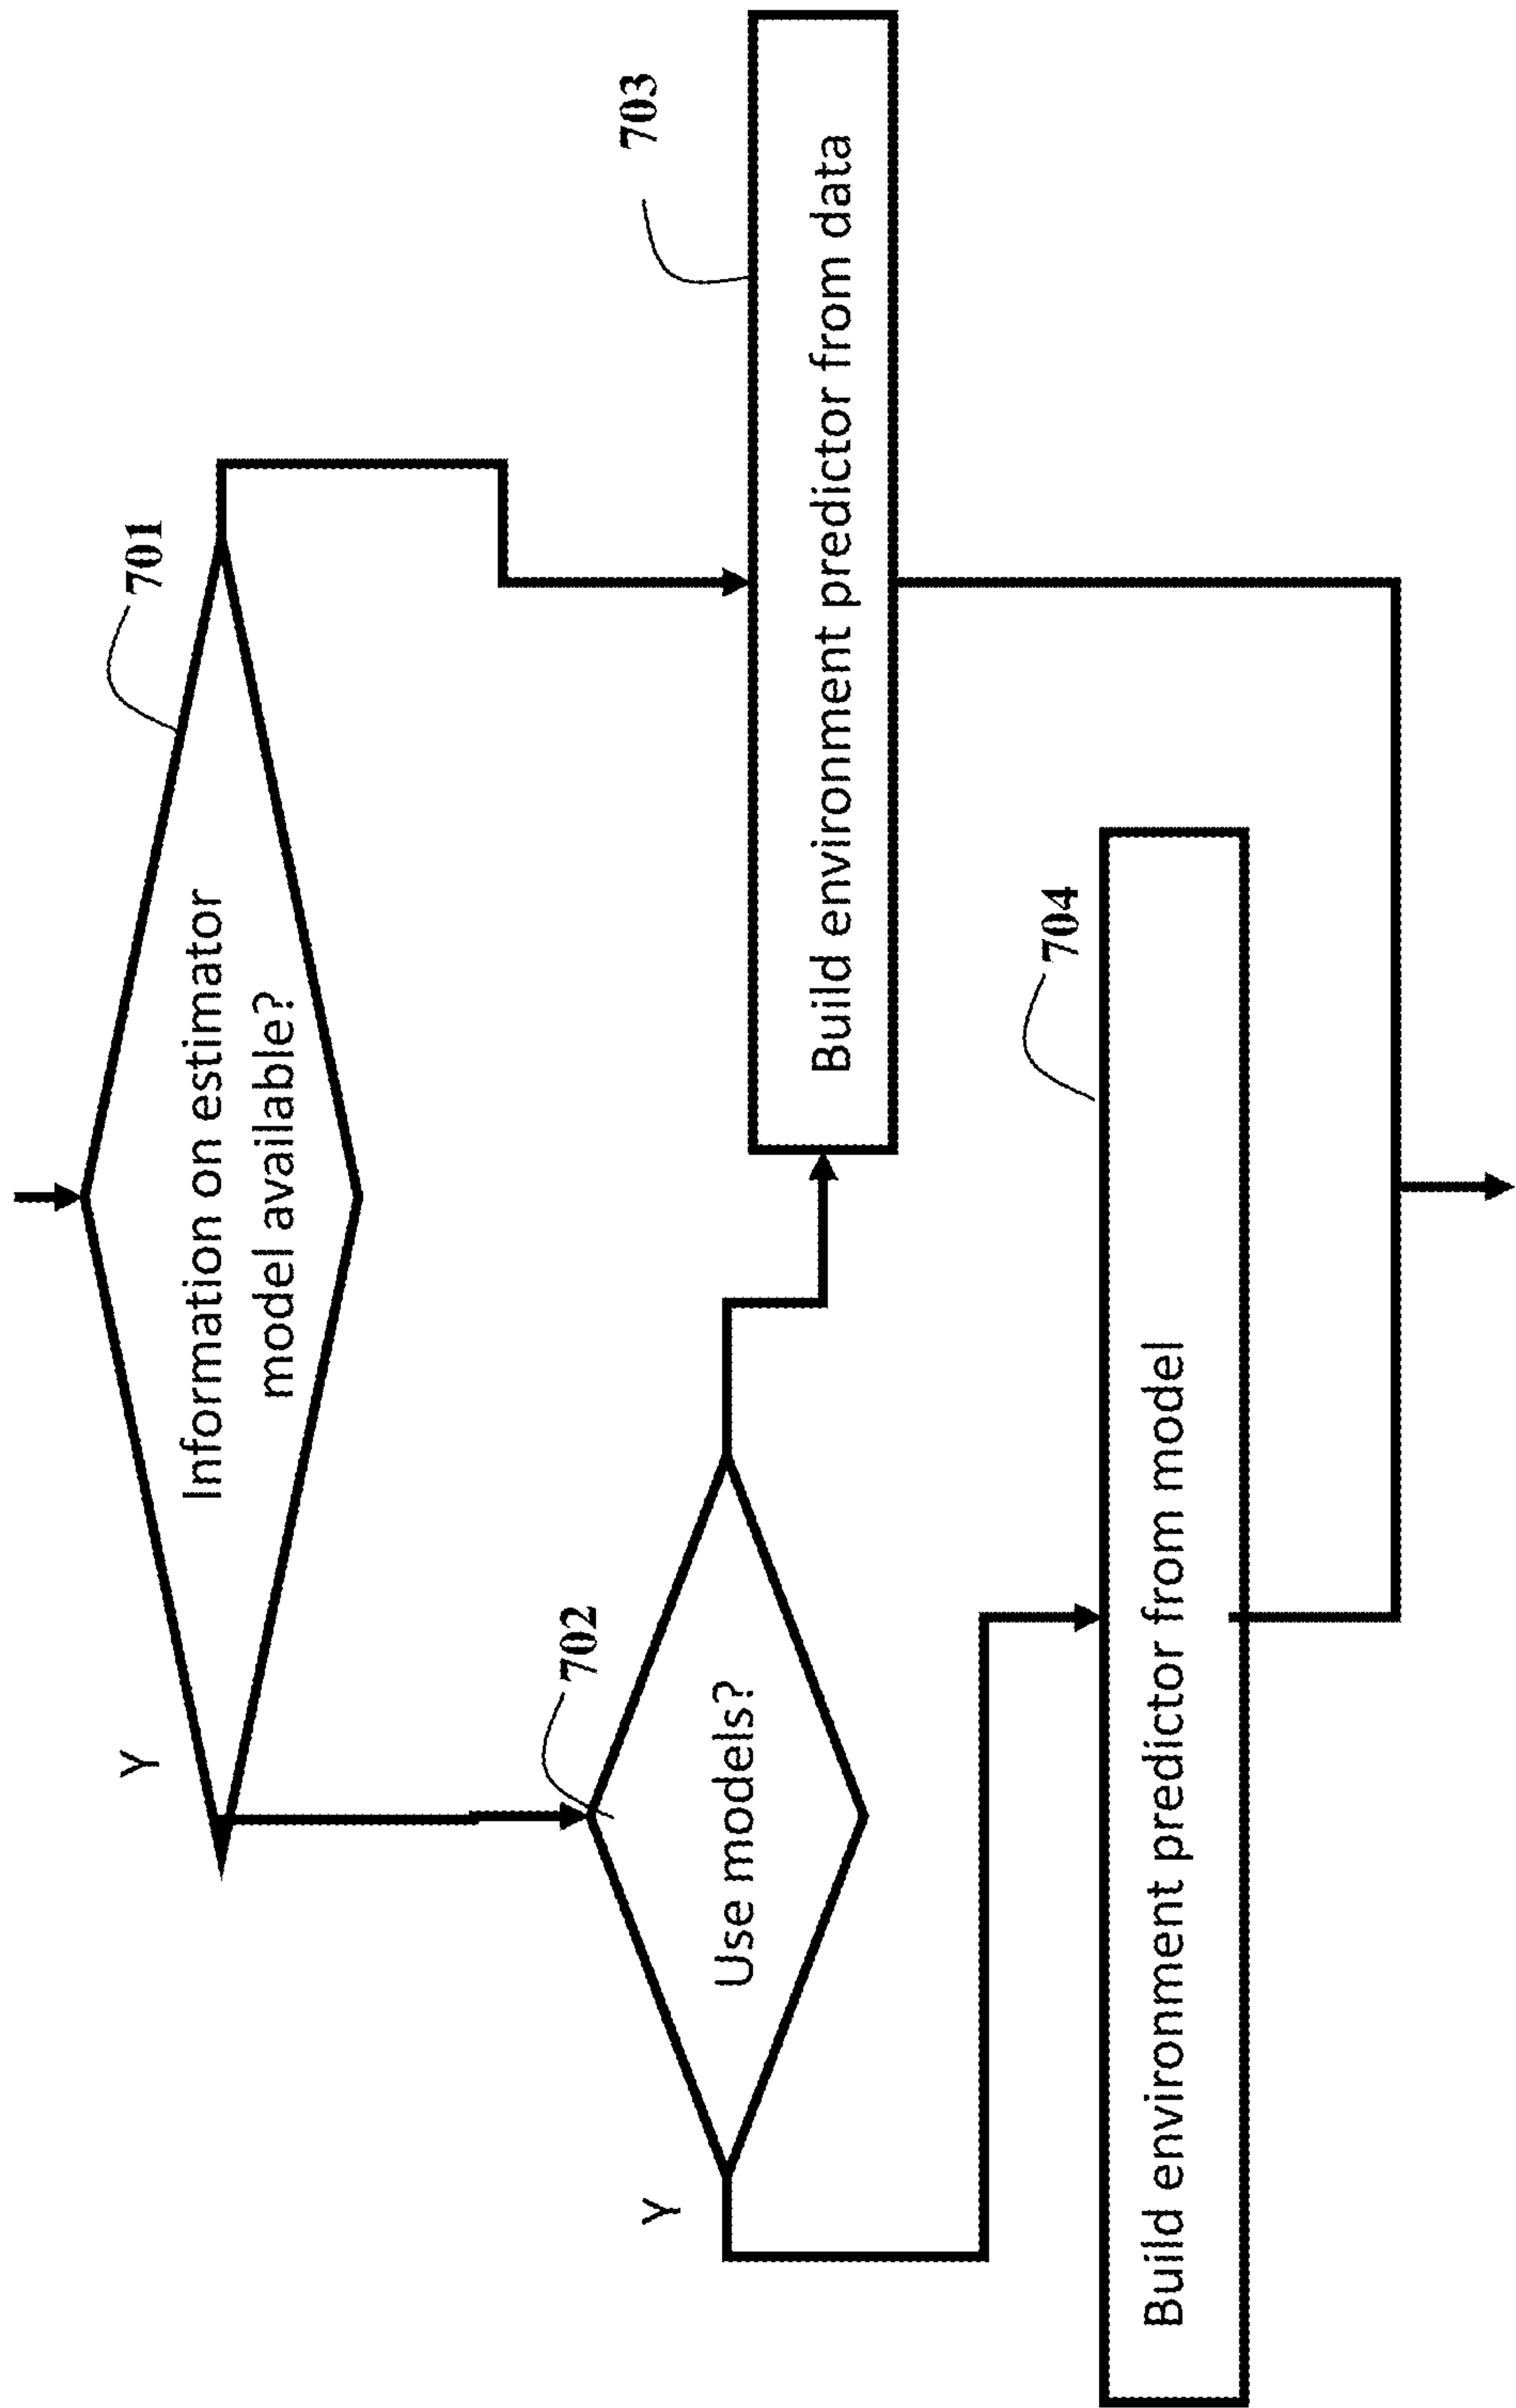 701
Information on estimator
model available?
Y
702
Use models?
Y
703
Build environment predictor from data
704
Build environment predictor from model